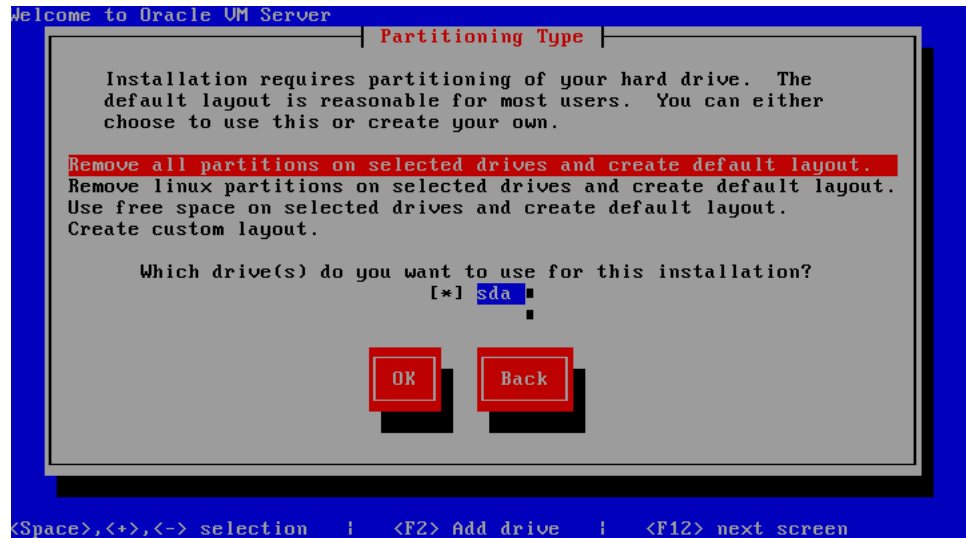 Welcome to Oracle VM Server
Partitioning Type
Installation requires partitioning of your hard drive. The
default layout is reasonable for most users. You can either
choose to use this or create your own.
Remove all partitions on selected drives and create default layout.
Remove linux partitions on selected drives and create default layout.
Use free space on selected drives and create default layout.
Create custom layout.
Which drive(s) do you want to use for this installation?
[*] sda
OK Back
<Space>,<+>,<-> selection | <F2> Add drive | <F12> next screen